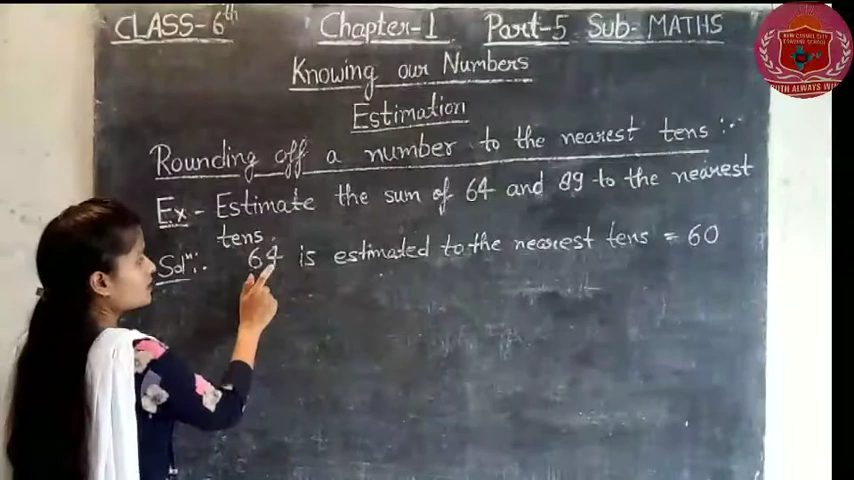 CLASS-6th Chapter-1 Part-5 Sub-MATHS
Knowing our Numbers
Estimation
Rounding off a number to the nearest tens :-
Ex - Estimate the sum of 64 and 89 to the nearest
tens.
Solⁿ:- 64 is estimated to the nearest tens = 60